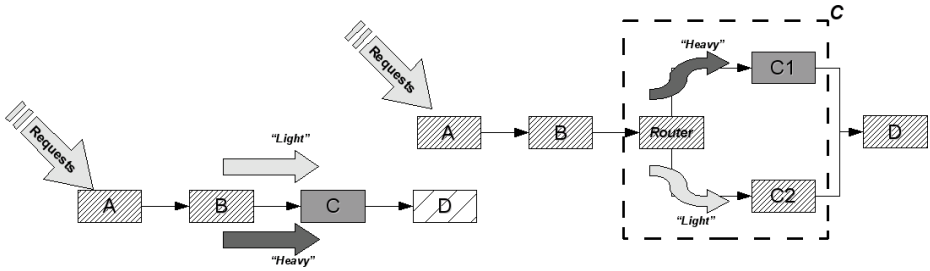 Requests
"Light"
A
B
C
D
"Heavy"
Requests
C
"Heavy"
C1
A
B
Router
D
C2
"Light"